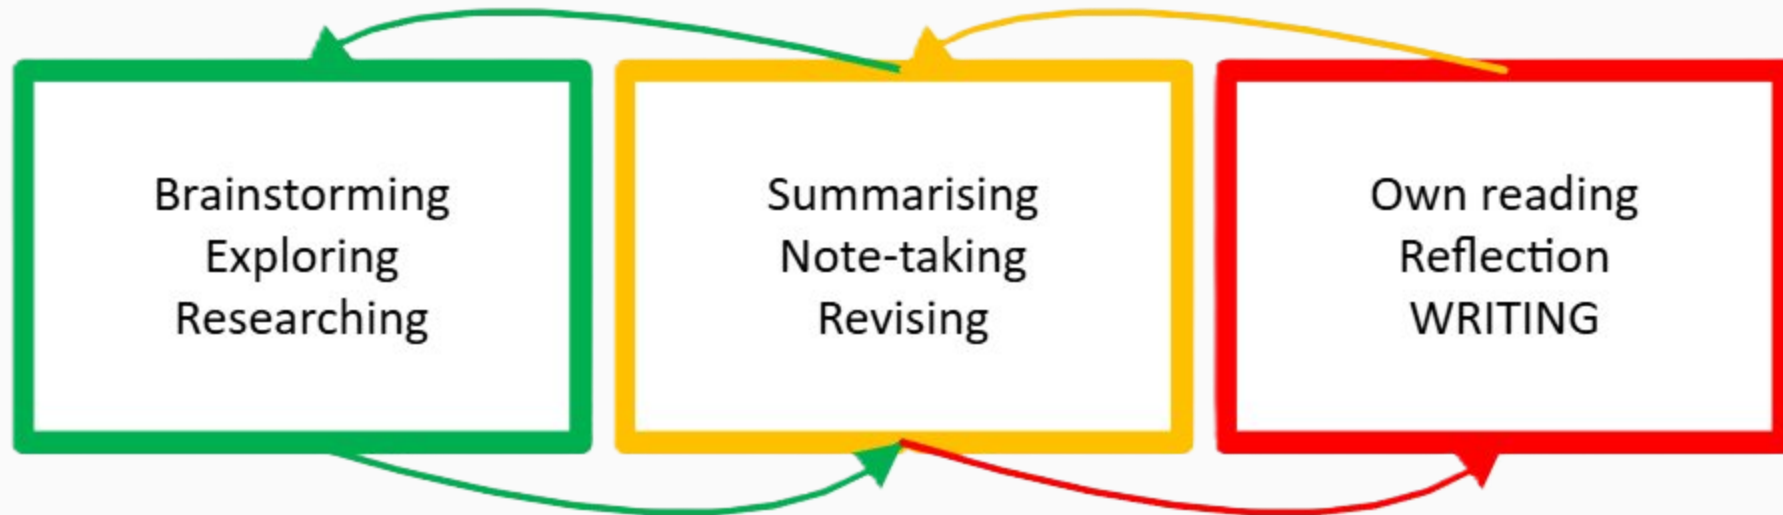 Brainstorming
Exploring
Researching
Summarising
Note-taking
Revising
Own reading
Reflection
WRITING